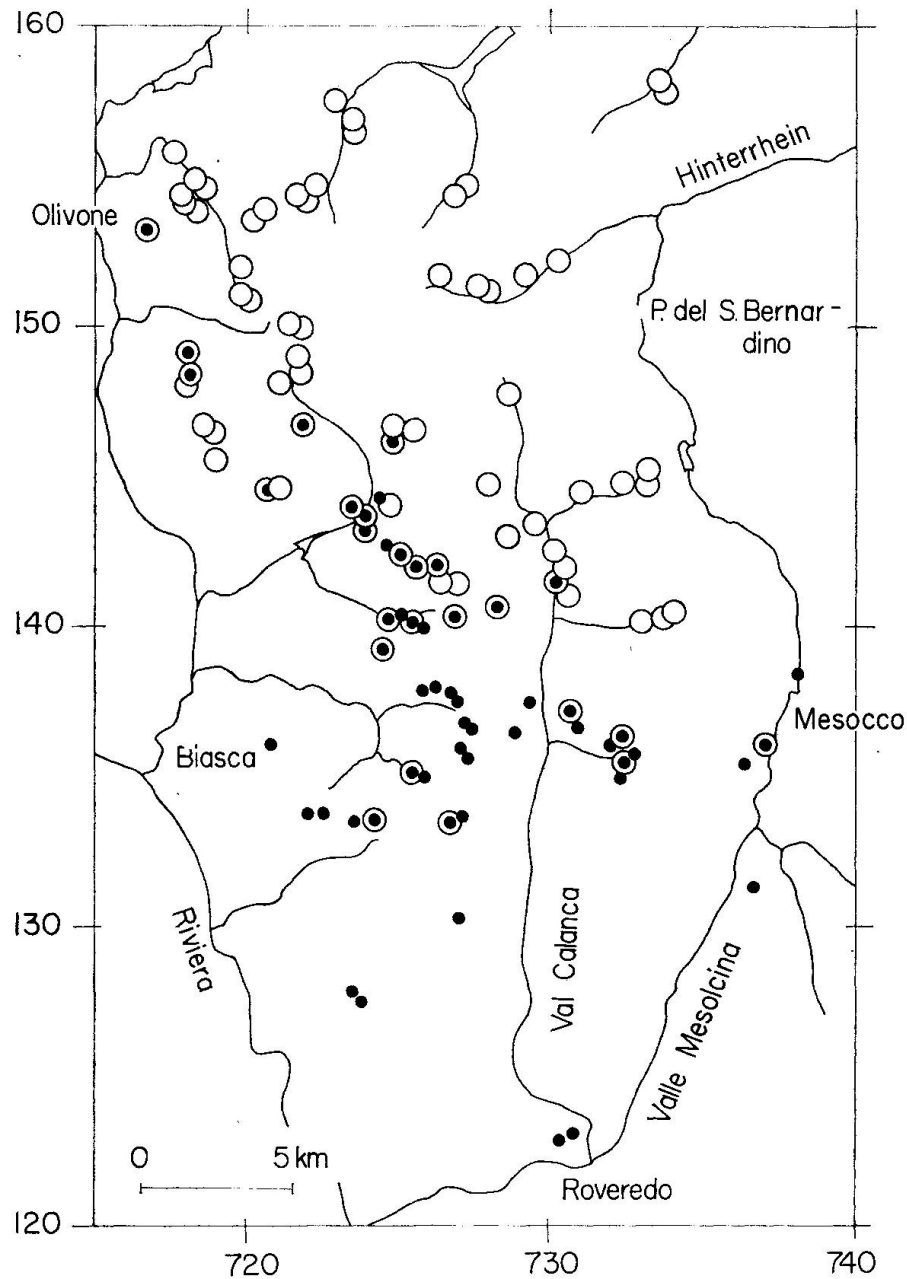 160
Hinterrhein
Olivone
150
P. del S. Bernar-
dino
140
Mesocco
Biasca
130
Riviera
Val Calanca
Valle Mesolcina
0 5 km
Roveredo
120
720 730 740